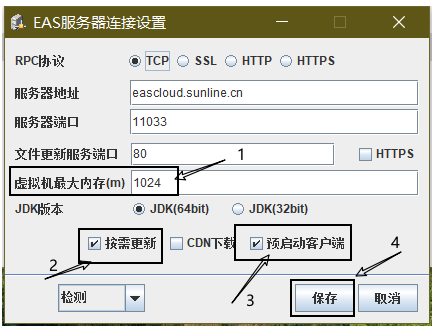 EAS服务器连接设置
RPC协议 TCP SSL HTTP HTTPS
服务器地址 eascloud.sunline.cn
服务器端口 11033
文件更新服务端口 80 HTTPS
1
虚拟机最大内存(m) 1024
JDK版本 JDK(64bit) JDK(32bit)
按需更新 CDN下载 预启动客户端 4
2 3
检测 保存 取消